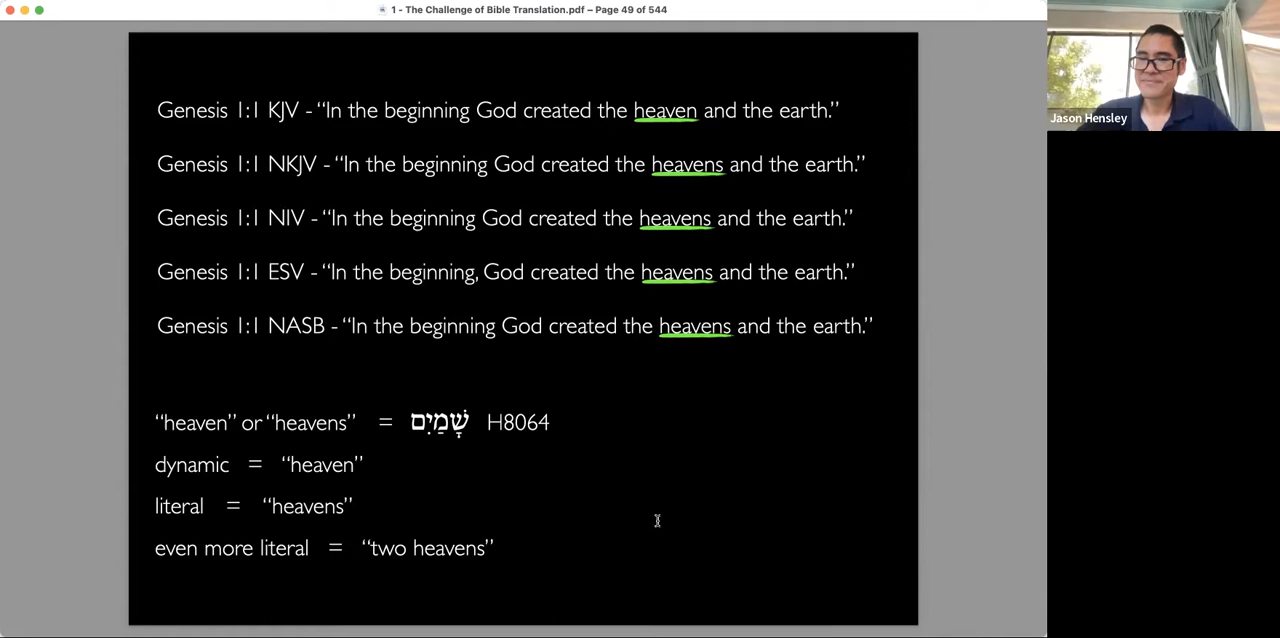 1 - The Challenge of Bible Translation.pdf – Page 49 of 544
Genesis 1:1 KJV - “In the beginning God created the heaven and the earth.”
Genesis 1:1 NKJV - “In the beginning God created the heavens and the earth.”
Genesis 1:1 NIV - “In the beginning God created the heavens and the earth.”
Genesis 1:1 ESV - “In the beginning, God created the heavens and the earth.”
Genesis 1:1 NASB - “In the beginning God created the heavens and the earth.”
“heaven” or “heavens” = שָׁמַיִם H8064
dynamic = “heaven”
literal = “heavens”
even more literal = “two heavens”
Jason Hensley